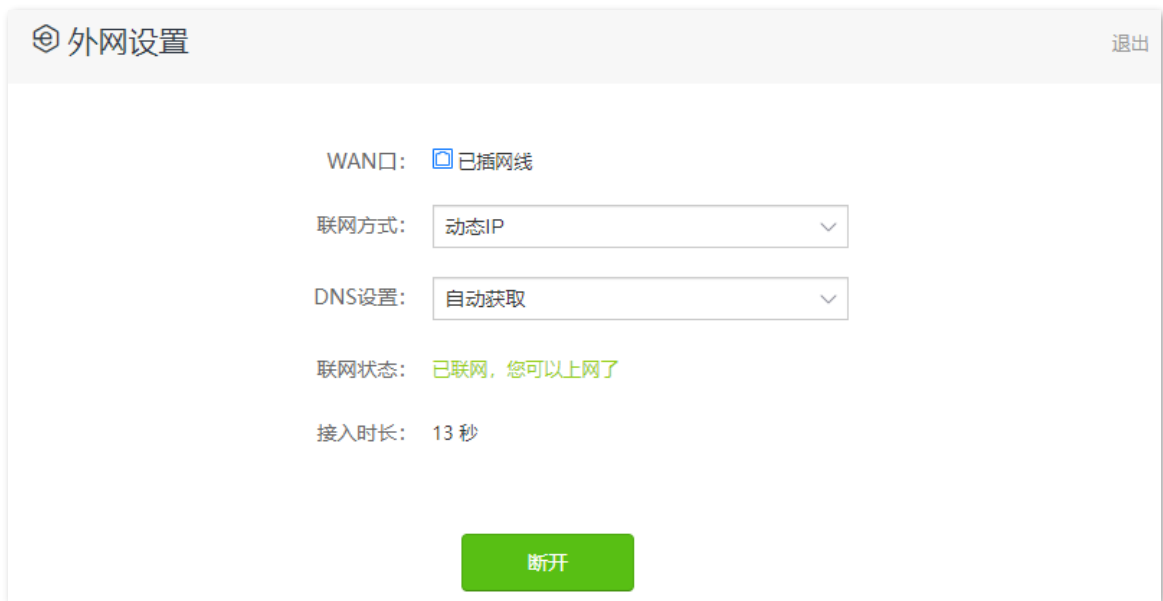 外网设置
退出
WAN口： 已插网线
联网方式： 动态IP
DNS设置： 自动获取
联网状态： 已联网，您可以上网了
接入时长： 13 秒
断开